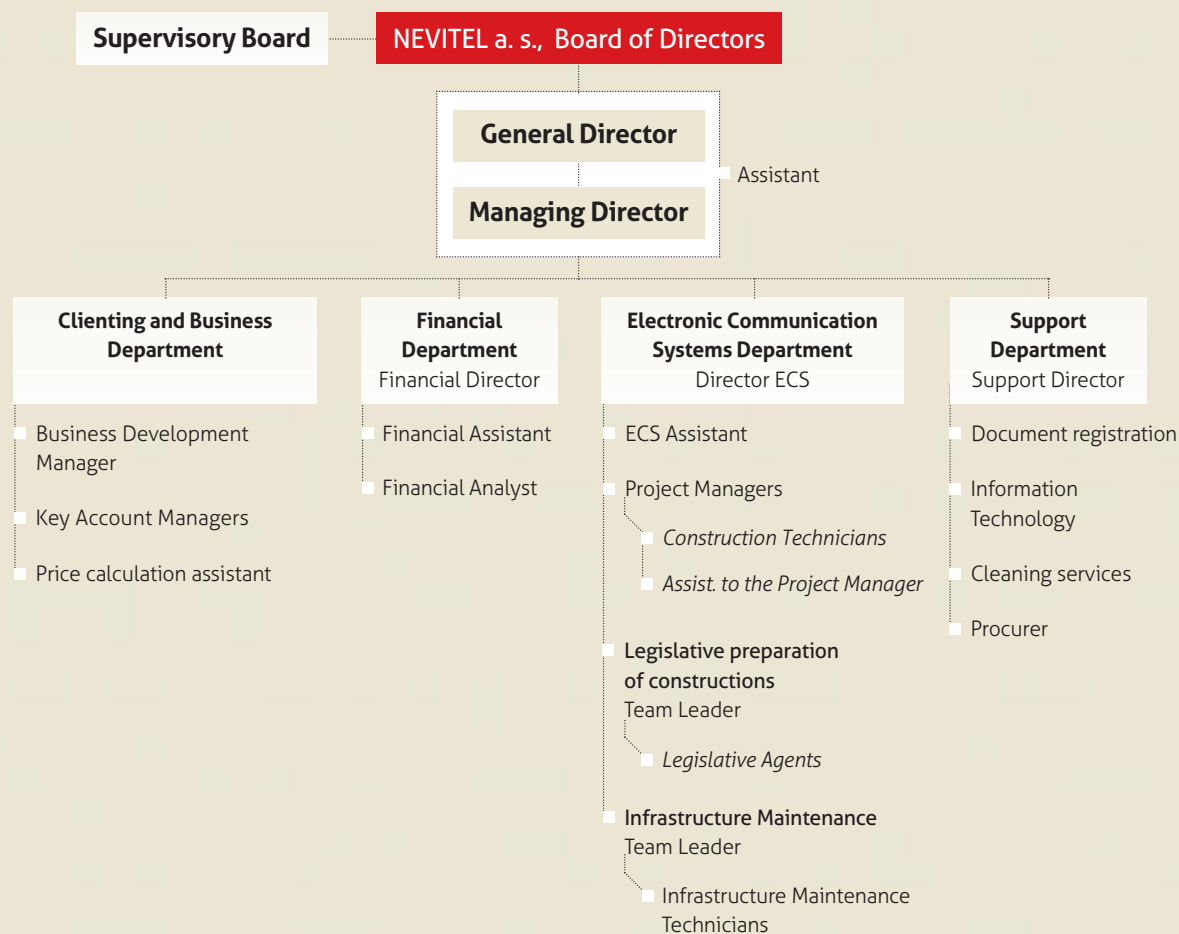 Supervisory Board
NEVITEL a. s., Board of Directors
General Director
Assistant
Managing Director
Clienting and Business
Department
Business Development
Manager
Key Account Managers
Price calculation assistant
Financial
Department
Financial Director
Financial Assistant
Financial Analyst
Electronic Communication
Systems Department
Director ECS
ECS Assistant
Project Managers
Construction Technicians
Assist. to the Project Manager
Legislative preparation
of constructions
Team Leader
Legislative Agents
Infrastructure Maintenance
Team Leader
Infrastructure Maintenance
Technicians
Support
Department
Support Director
Document registration
Information
Technology
Cleaning services
Procurer